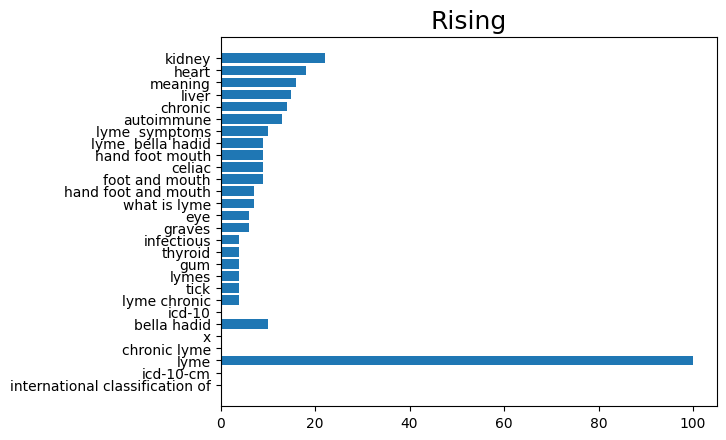 Rising
kidney
heart
meaning
liver
chronic
autoimmune
lyme  symptoms
lyme  bella hadid
hand foot mouth
celiac
foot and mouth
hand foot and mouth
what is lyme
eye
graves
infectious
thyroid
gum
lymes
tick
lyme chronic
icd-10
bella hadid
x
chronic lyme
lyme
icd-10-cm
international classification of
0 20 40 60 80 100